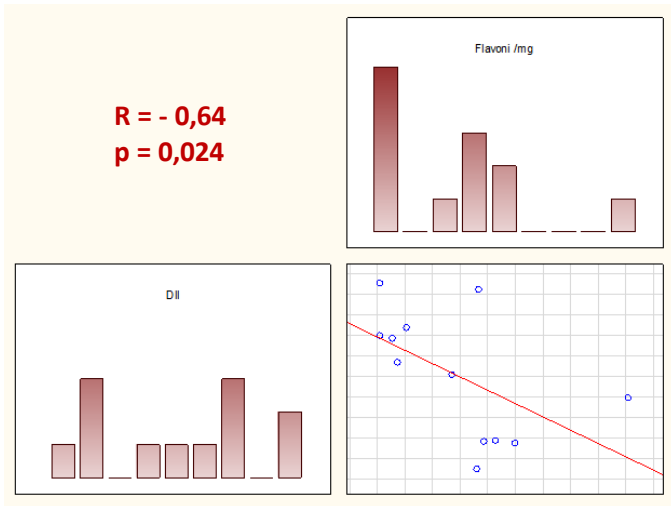 Flavoni /mg
R = - 0,64
p = 0,024
DII